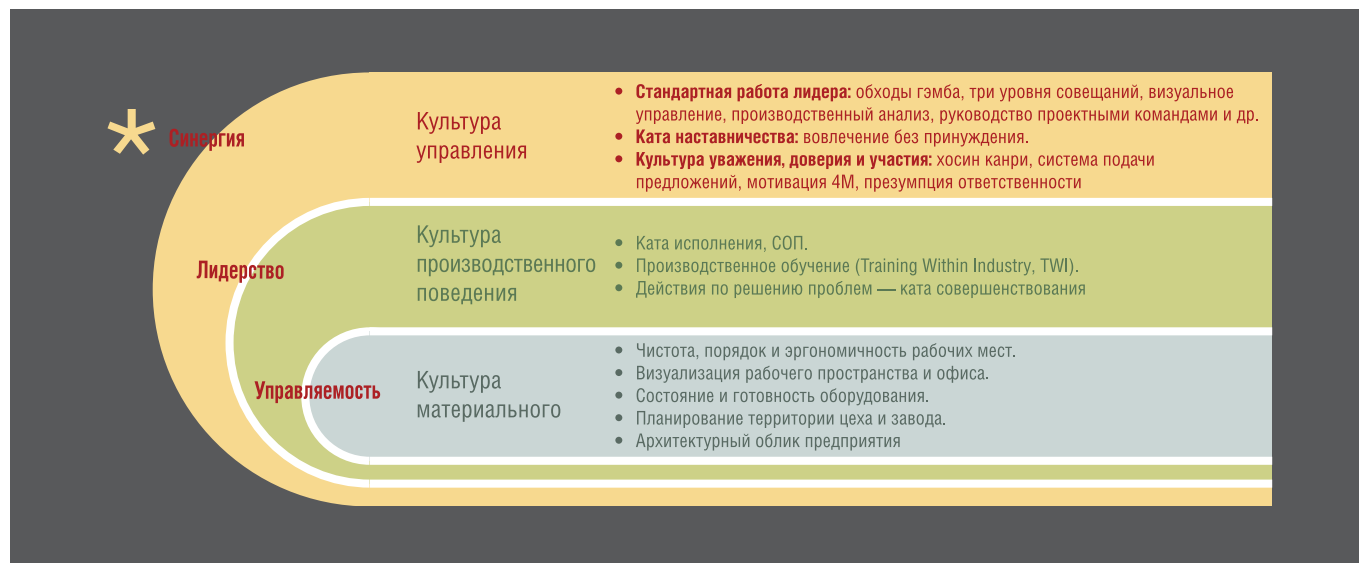 Синергия
Культура
управления
• Стандартная работа лидера: обходы гэмба, три уровня совещаний, визуальное
управление, производственный анализ, руководство проектными командами и др.
• Ката наставничества: вовлечение без принуждения.
• Культура уважения, доверия и участия: хосин канри, система подачи
предложений, мотивация 4М, презумпция ответственности
Лидерство
Культура
производственного
поведения
• Ката исполнения, СОП.
• Производственное обучение (Training Within Industry, TWI).
• Действия по решению проблем — ката совершенствования
Управляемость
Культура
материального
• Чистота, порядок и эргономичность рабочих мест.
• Визуализация рабочего пространства и офиса.
• Состояние и готовность оборудования.
• Планирование территории цеха и завода.
• Архитектурный облик предприятия